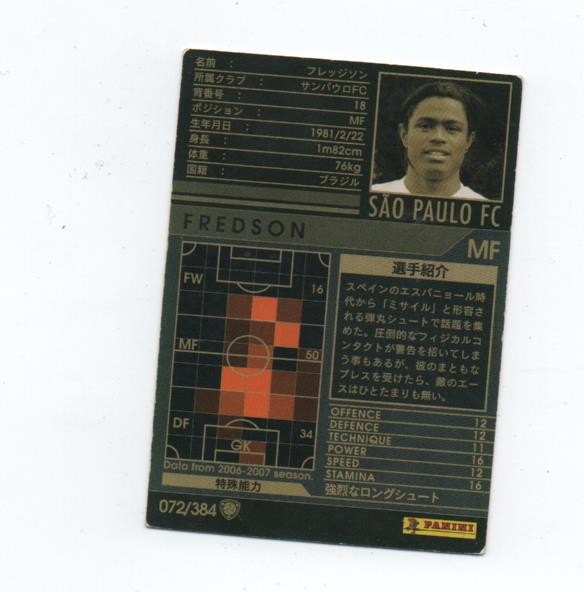 名前 : フレッジソン
所属クラブ : サンパウロFC
背番号 : 18
ポジション : MF
生年月日 : 1981/2/22
身長 : 1m82cm
体重 : 76kg
国籍 : ブラジル
SÃO PAULO FC
FREDSON
MF
FW 16
MF 50
DF 34
GK
Data from 2006-2007 season.
選手紹介
スペインのエスパニョール時
代から「ミサイル」と形容さ
れる弾丸シュートで話題を集
めた。圧倒的なフィジカルコ
ンタクトが警告を招いてしま
う事もあるが、彼のまともな
プレスを受けたら、敵のエー
スはひとたまりも無い。
OFFENCE 12
DEFENCE 12
TECHNIQUE 11
POWER 16
SPEED 12
STAMINA 16
特殊能力
強烈なロングシュート
072/384
PANINI